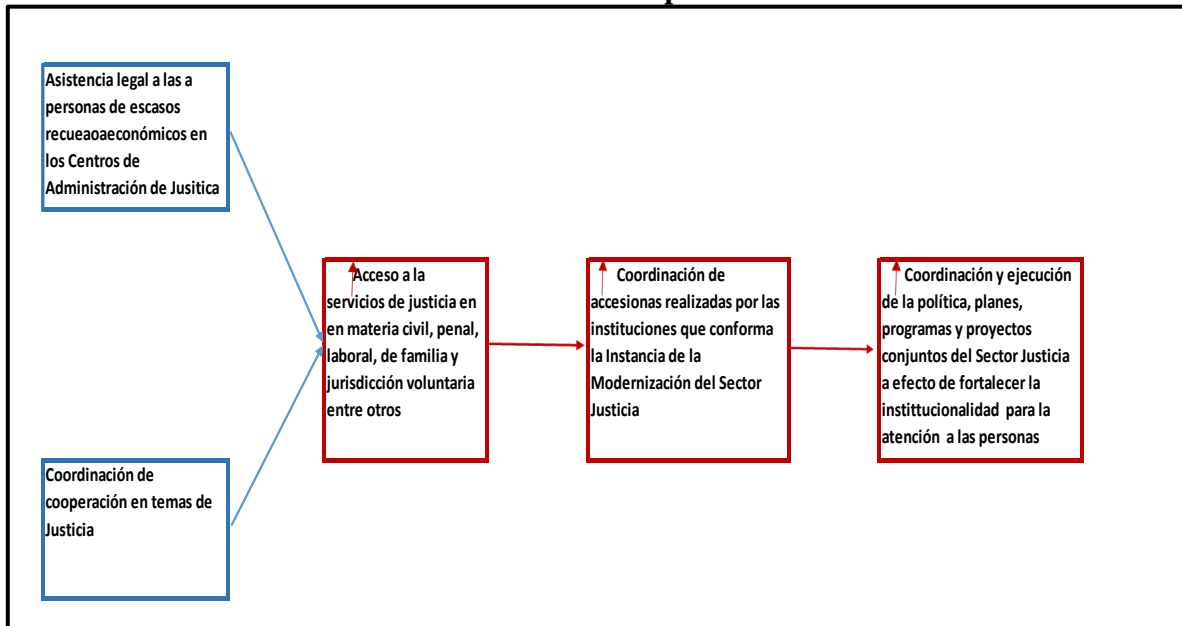 Asistencia legal a las a
personas de escasos
recueaoaeconómicos en
los Centros de
Administración de Jusitica
Coordinación de
cooperación en temas de
Justicia
Acceso a la
servicios de justicia en
en materia civil, penal,
laboral, de familia y
jurisdicción voluntaria
entre otros
Coordinación de
accesionas realizadas por las
instituciones que conforma
la Instancia de la
Modernización del Sector
Justicia
Coordinación y ejecución
de la política, planes,
programas y proyectos
conjuntos del Sector Justicia
a efecto de fortalecer la
instittucionalidad para la
atención a las personas